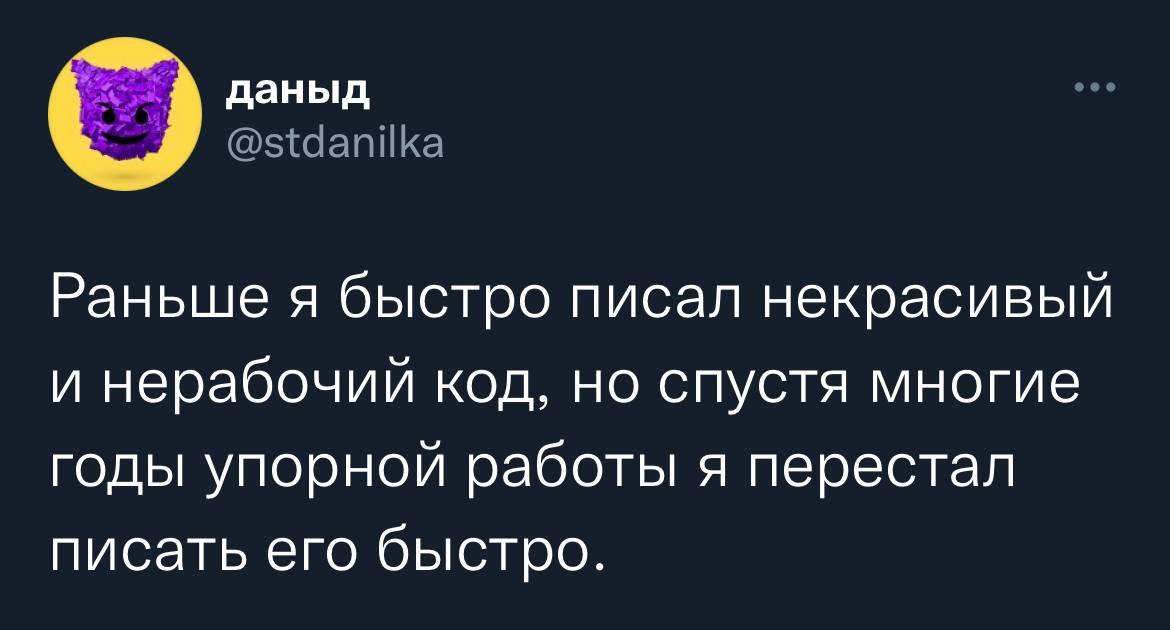 даныд
@stdanilka
Раньше я быстро писал некрасивый
и нерабочий код, но спустя многие
годы упорной работы я перестал
писать его быстро.